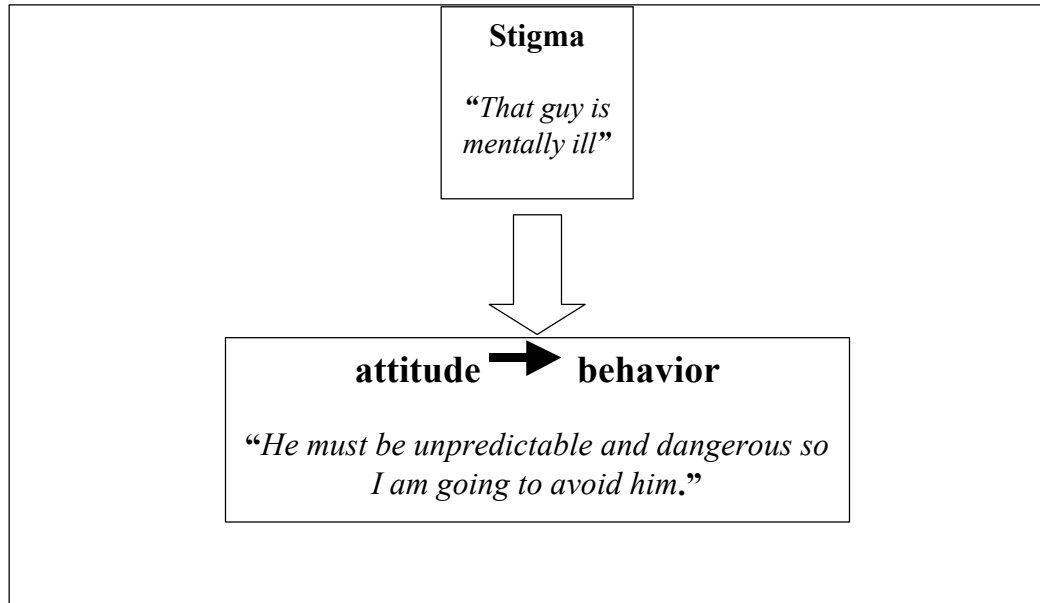 Stigma
“That guy is
mentally ill”
attitude behavior
“He must be unpredictable and dangerous so
I am going to avoid him.”